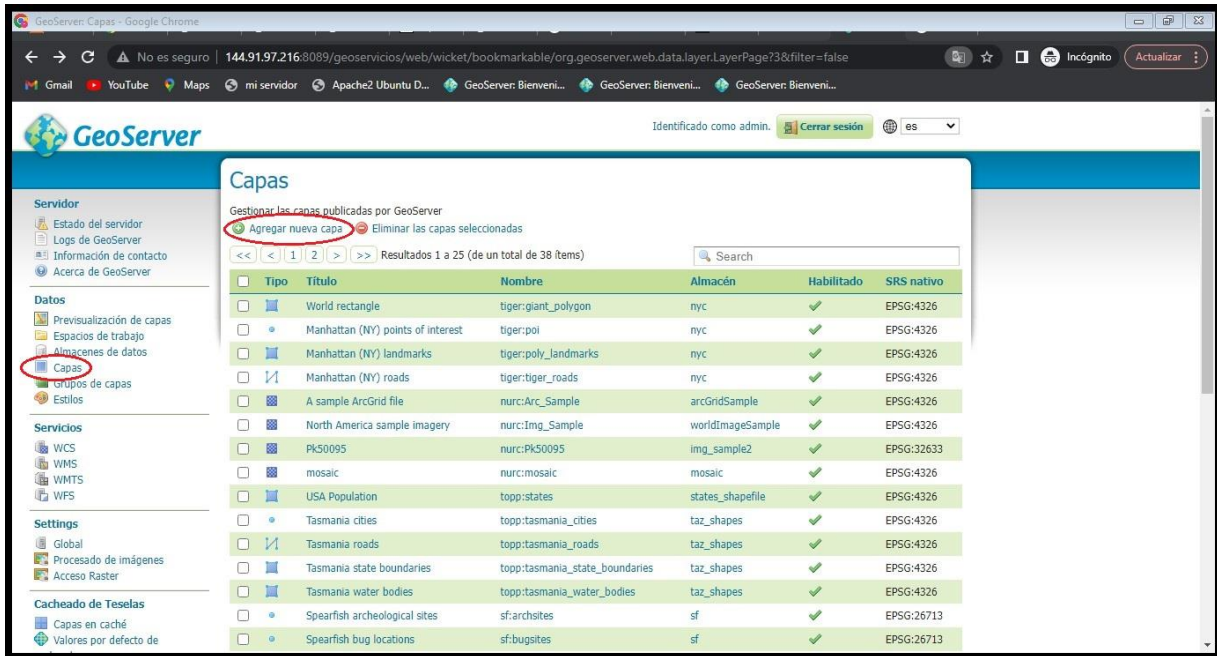 GeoServer: Capas - Google Chrome
No es seguro | 144.91.97.216:8089/geoservicios/web/wicket/bookmarkable/org.geoserver.web.data.layer.LayerPage?3&filter=false
Incógnito
Actualizar
Gmail YouTube Maps mi servidor Apache2 Ubuntu D... GeoServer: Bienveni... GeoServer: Bienveni... GeoServer: Bienveni...
GeoServer
Identificado como admin. Cerrar sesión es
Servidor
Estado del servidor
Logs de GeoServer
Información de contacto
Acerca de GeoServer
Datos
Previsualización de capas
Espacios de trabajo
Almacenes de datos
Capas
Grupos de capas
Estilos
Servicios
WCS
WMS
WMTS
WFS
Settings
Global
Procesado de imágenes
Acceso Raster
Cacheado de Teselas
Capas en caché
Valores por defecto de
Capas
Gestionar las capas publicadas por GeoServer
Agregar nueva capa Eliminar las capas seleccionadas
<< < 1 2 > >> Resultados 1 a 25 (de un total de 38 ítems) Search
Tipo Título Nombre Almacén Habilitado SRS nativo
World rectangle tiger:giant_polygon nyc EPSG:4326
Manhattan (NY) points of interest tiger:poi nyc EPSG:4326
Manhattan (NY) landmarks tiger:poly_landmarks nyc EPSG:4326
Manhattan (NY) roads tiger:tiger_roads nyc EPSG:4326
A sample ArcGrid file nurc:Arc_Sample arcGridSample EPSG:4326
North America sample imagery nurc:Img_Sample worldImageSample EPSG:4326
Pk50095 nurc:Pk50095 img_sample2 EPSG:32633
mosaic nurc:mosaic mosaic EPSG:4326
USA Population topp:states states_shapefile EPSG:4326
Tasmania cities topp:tasmania_cities taz_shapes EPSG:4326
Tasmania roads topp:tasmania_roads taz_shapes EPSG:4326
Tasmania state boundaries topp:tasmania_state_boundaries taz_shapes EPSG:4326
Tasmania water bodies topp:tasmania_water_bodies taz_shapes EPSG:4326
Spearfish archeological sites sf:archsites sf EPSG:26713
Spearfish bug locations sf:bugsites sf EPSG:26713